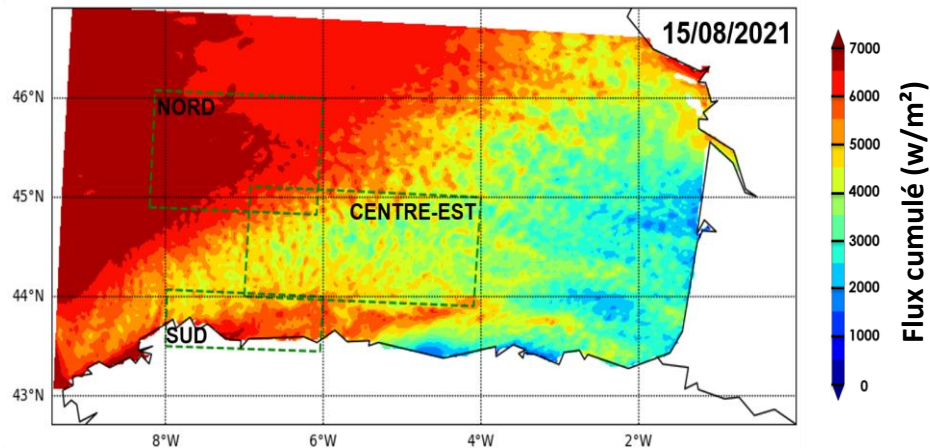 15/08/2021
46°N
45°N
44°N
43°N
8°W
6°W
4°W
2°W
NORD
CENTRE-EST
SUD
7000
6000
5000
4000
3000
2000
1000
0
Flux cumulé (w/m²)